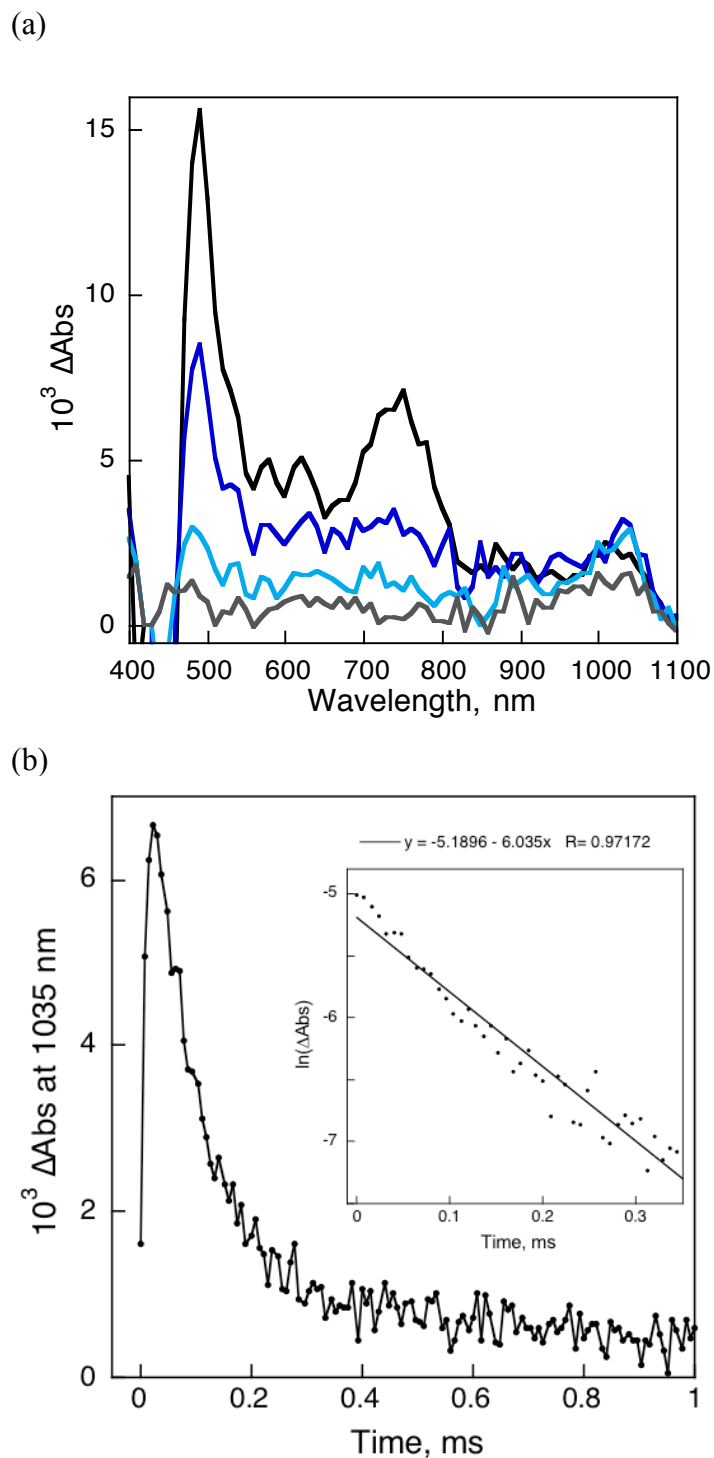 (a)
15
10
5
0
10³ ΔAbs
400 500 600 700 800 900 1000 1100
Wavelength, nm
(b)
y = -5.1896 - 6.035x R= 0.97172
6
4
2
0
10³ ΔAbs at 1035 nm
-5
-6
-7
ln(ΔAbs)
0 0.1 0.2 0.3
Time, ms
0 0.2 0.4 0.6 0.8 1
Time, ms